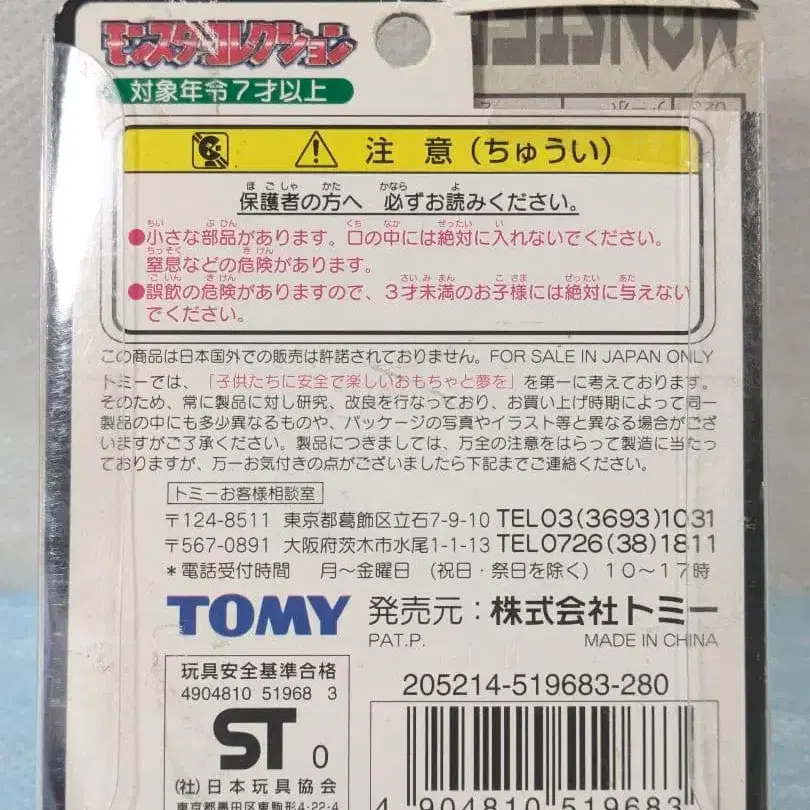 モンスターコレクション
対象年令7才以上
注 意 (ちゅうい)
保護者の方へ 必ずお読みください。
●小さな部品があります。口の中には絶対に入れないでください。
窒息などの危険があります。
●誤飲の危険がありますので、3才未満のお子様には絶対に与えない
でください。
この商品は日本国外での販売は許諾されておりません。FOR SALE IN JAPAN ONLY
トミーでは、「子供たちに安全で楽しいおもちゃと夢を」を第一に考えております。
そのため、常に製品に対し研究、改良を行なっており、お買い上げ時期によって同一
製品の中にも多少異なるものや、パッケージの写真やイラスト等と異なる場合がござ
いますがご了承ください。製品につきましては、万全の注意をはらって製造に当たっ
ておりますが、万一お気付きの点がございましたら下記までご連絡ください。
トミーお客様相談室
〒124-8511 東京都葛飾区立石7-9-10 TEL03(3693)1031
〒567-0891 大阪府茨木市水尾1-1-13 TEL0726(38)1811
*電話受付時間 月~金曜日 (祝日・祭日を除く) 10~17時
TOMY 発売元:株式会社トミー
PAT.P. MADE IN CHINA
玩具安全基準合格
4904810 51968 3
ST 0
(社)日本玩具協会
東京都墨田区東駒形4-22-4
205214-519683-280
4 904810 519683